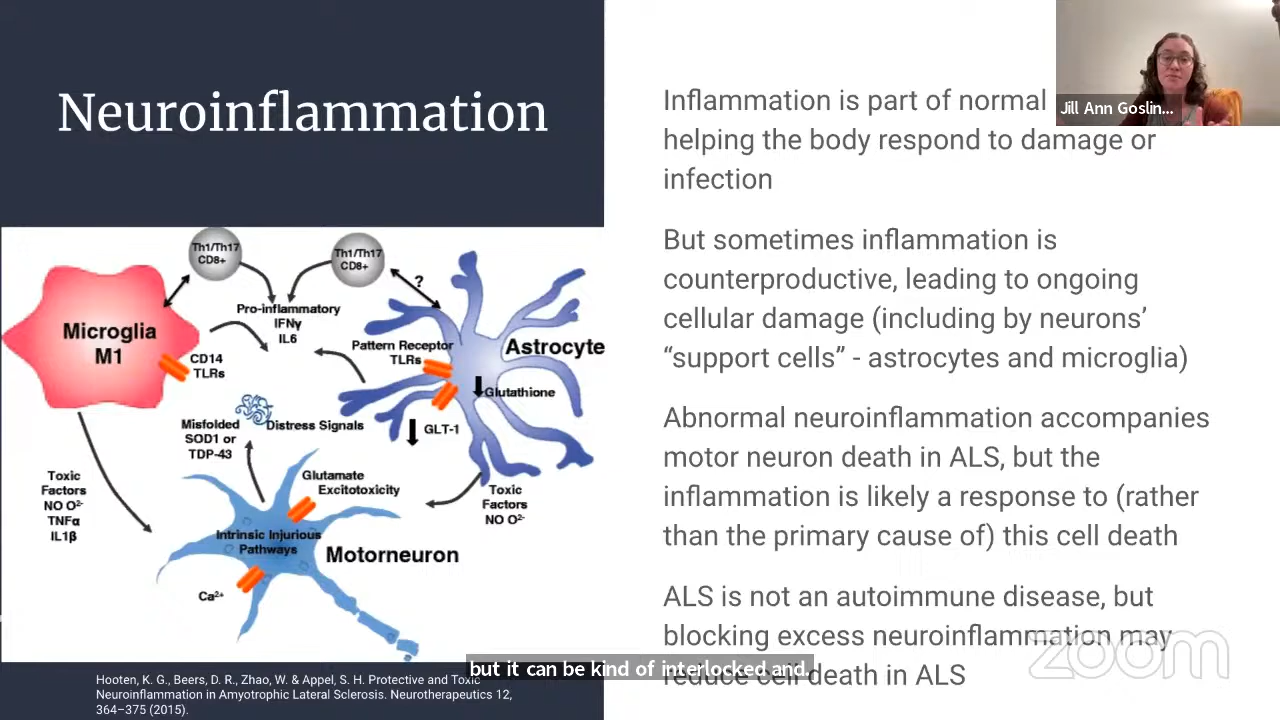 Neuroinflammation
Th1/Th17
CD8+
Th1/Th17
CD8+
?
Pro-inflammatory
IFNγ
IL6
Microglia
M1
CD14
TLRs
Pattern Receptor
TLRs
Astrocyte
Glutathione
GLT-1
Misfolded
SOD1 or
TDP-43
Distress Signals
Toxic
Factors
NO O²⁻
TNFα
IL1β
Glutamate
Excitotoxicity
Toxic
Factors
NO O²⁻
Intrinsic Injurious
Pathways
Motorneuron
Ca²⁺
Hooten, K. G., Beers, D. R., Zhao, W. & Appel, S. H. Protective and Toxic
Neuroinflammation in Amyotrophic Lateral Sclerosis. Neurotherapeutics 12,
364–375 (2015).
Inflammation is part of normal
helping the body respond to damage or
infection
But sometimes inflammation is
counterproductive, leading to ongoing
cellular damage (including by neurons’
“support cells” - astrocytes and microglia)
Abnormal neuroinflammation accompanies
motor neuron death in ALS, but the
inflammation is likely a response to (rather
than the primary cause of) this cell death
ALS is not an autoimmune disease, but
blocking excess neuroinflammation may
reduce cell death in ALS
Jill Ann Goslin...
but it can be kind of interlocked and.
zoom